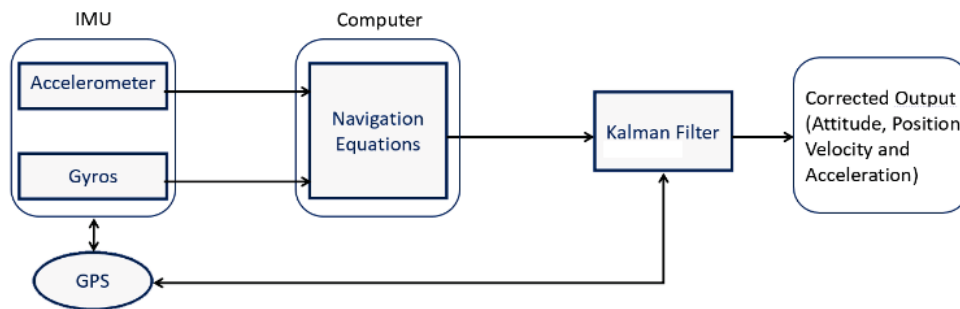 IMU
Computer
Accelerometer
Gyros
Navigation
Equations
Kalman Filter
Corrected Output
(Attitude, Position
Velocity and
Acceleration)
GPS